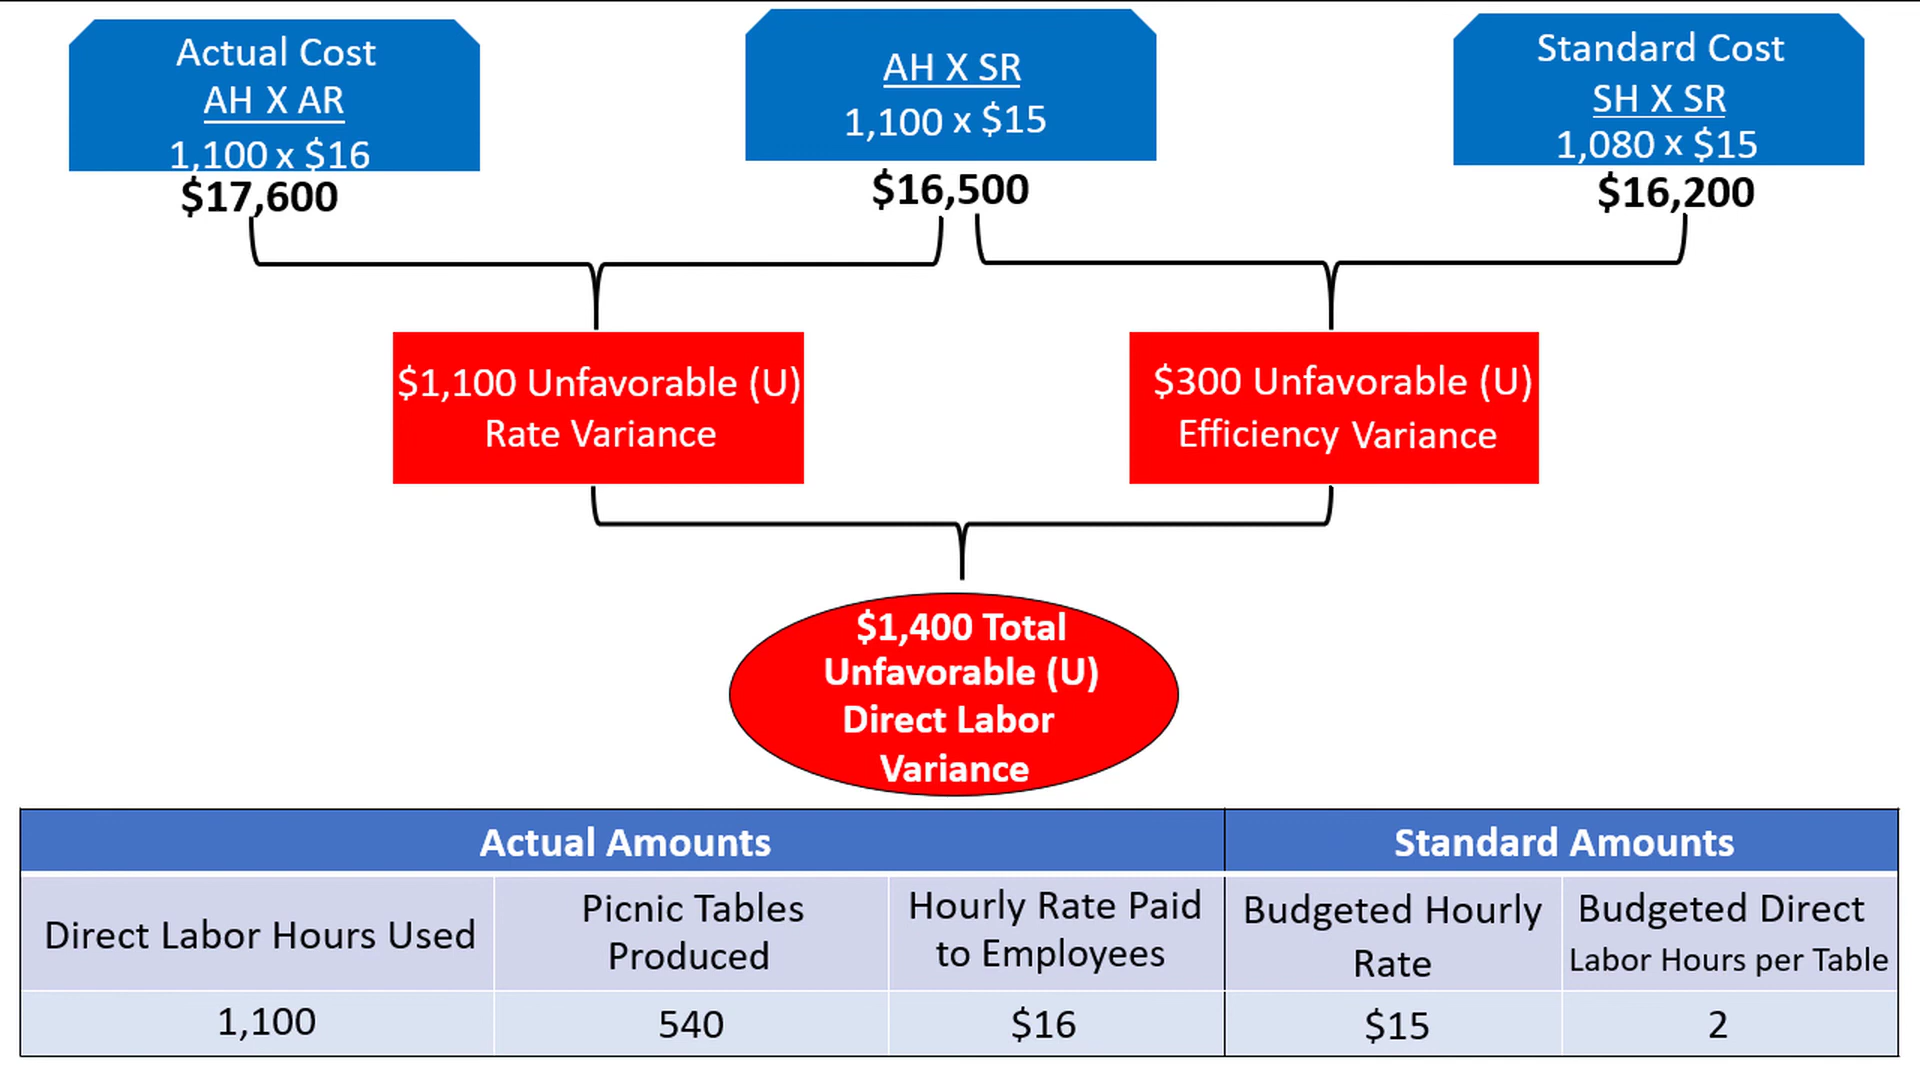 Actual Cost
AH X AR
1,100 x $16
$17,600
AH X SR
1,100 x $15
$16,500
Standard Cost
SH X SR
1,080 x $15
$16,200
$1,100 Unfavorable (U)
Rate Variance
$300 Unfavorable (U)
Efficiency Variance
$1,400 Total
Unfavorable (U)
Direct Labor
Variance
Actual Amounts
Standard Amounts
Direct Labor Hours Used
Picnic Tables
Produced
Hourly Rate Paid
to Employees
Budgeted Hourly
Rate
Budgeted Direct
Labor Hours per Table
1,100
540
$16
$15
2